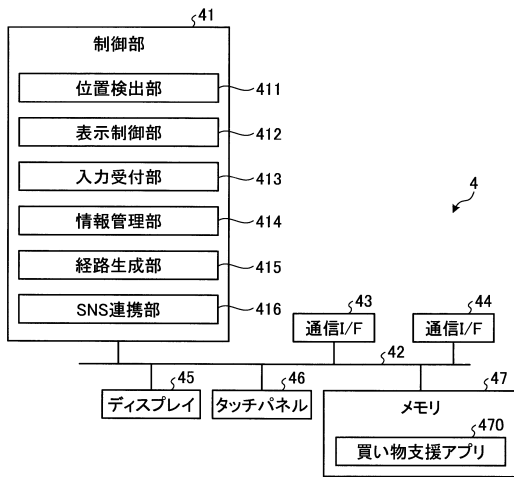 41
制御部
位置検出部 411
表示制御部 412
入力受付部 413
情報管理部 414
経路生成部 415
SNS連携部 416
4
43
通信I/F
44
通信I/F
42
45
ディスプレイ
46
タッチパネル
47
メモリ
470
買い物支援アプリ